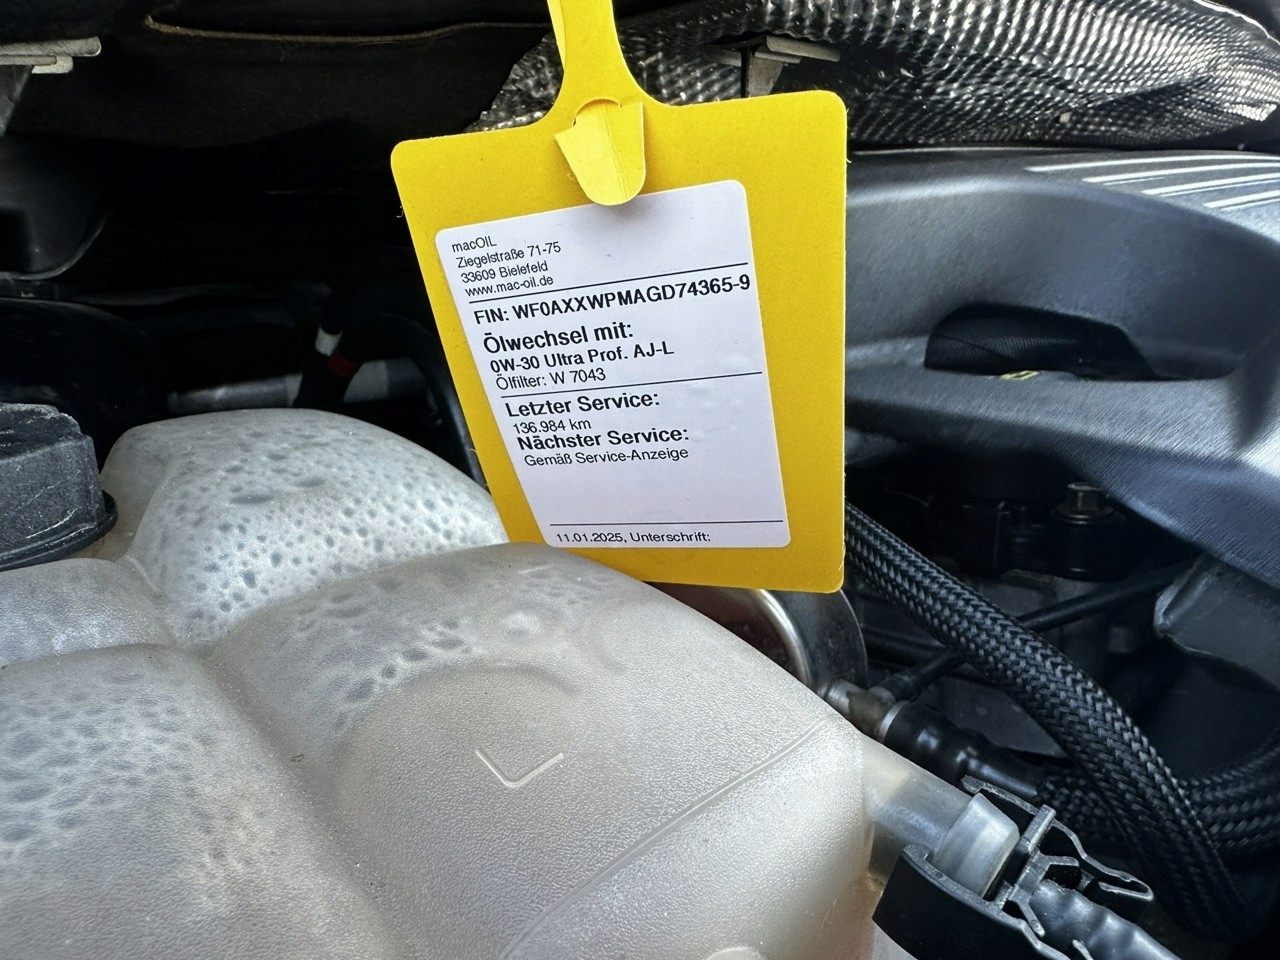 macOIL
Ziegelstraße 71-75
33609 Bielefeld
www.mac-oil.de
FIN: WF0AXXWPMAGD74365-9
Ölwechsel mit:
0W-30 Ultra Prof. AJ-L
Ölfilter: W 7043
Letzter Service:
136.984 km
Nächster Service:
Gemäß Service-Anzeige
11.01.2025, Unterschrift: